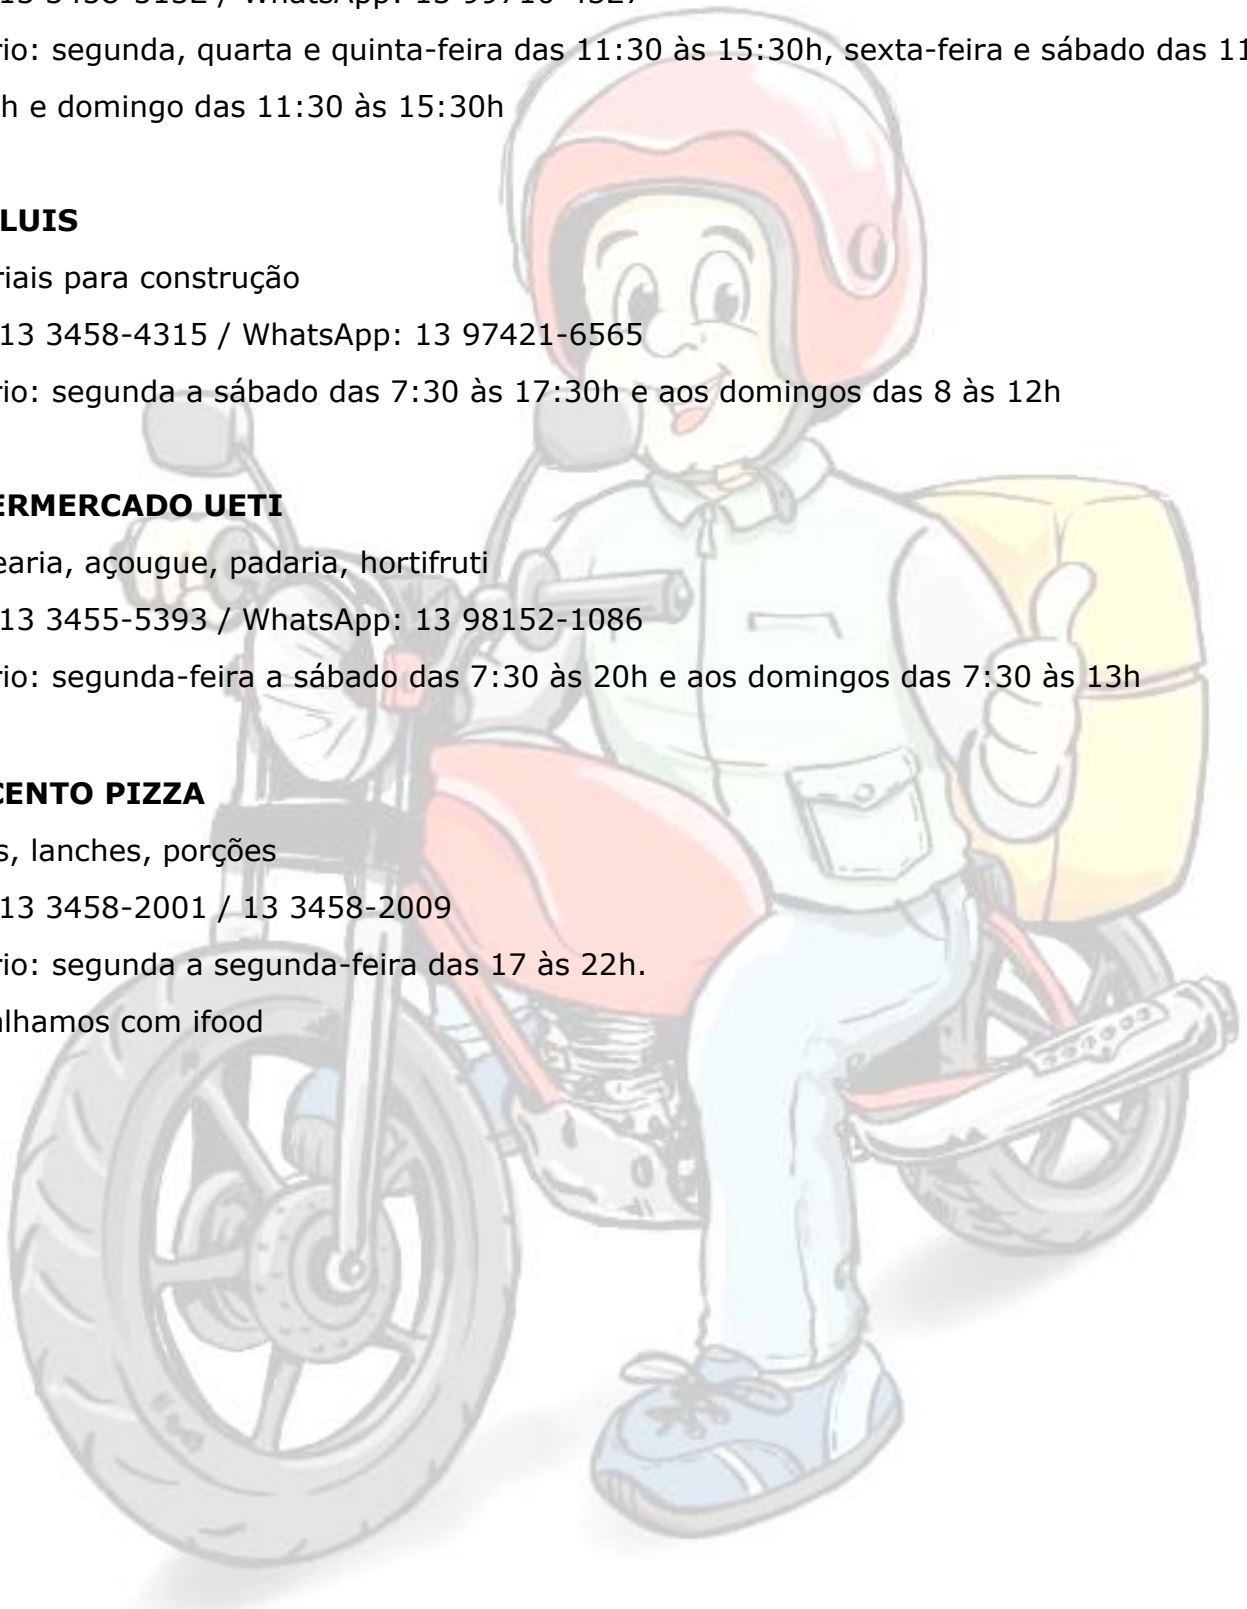 13 3458-5152 / WhatsApp: 13 99710-4527
rio: segunda, quarta e quinta-feira das 11:30 às 15:30h, sexta-feira e sábado das 11
h e domingo das 11:30 às 15:30h
LUIS
riais para construção
13 3458-4315 / WhatsApp: 13 97421-6565
rio: segunda a sábado das 7:30 às 17:30h e aos domingos das 8 às 12h
ERMERCADO UETI
earia, açougue, padaria, hortifruti
13 3455-5393 / WhatsApp: 13 98152-1086
rio: segunda-feira a sábado das 7:30 às 20h e aos domingos das 7:30 às 13h
CENTO PIZZA
s, lanches, porções
13 3458-2001 / 13 3458-2009
rio: segunda a segunda-feira das 17 às 22h.
alhamos com ifood